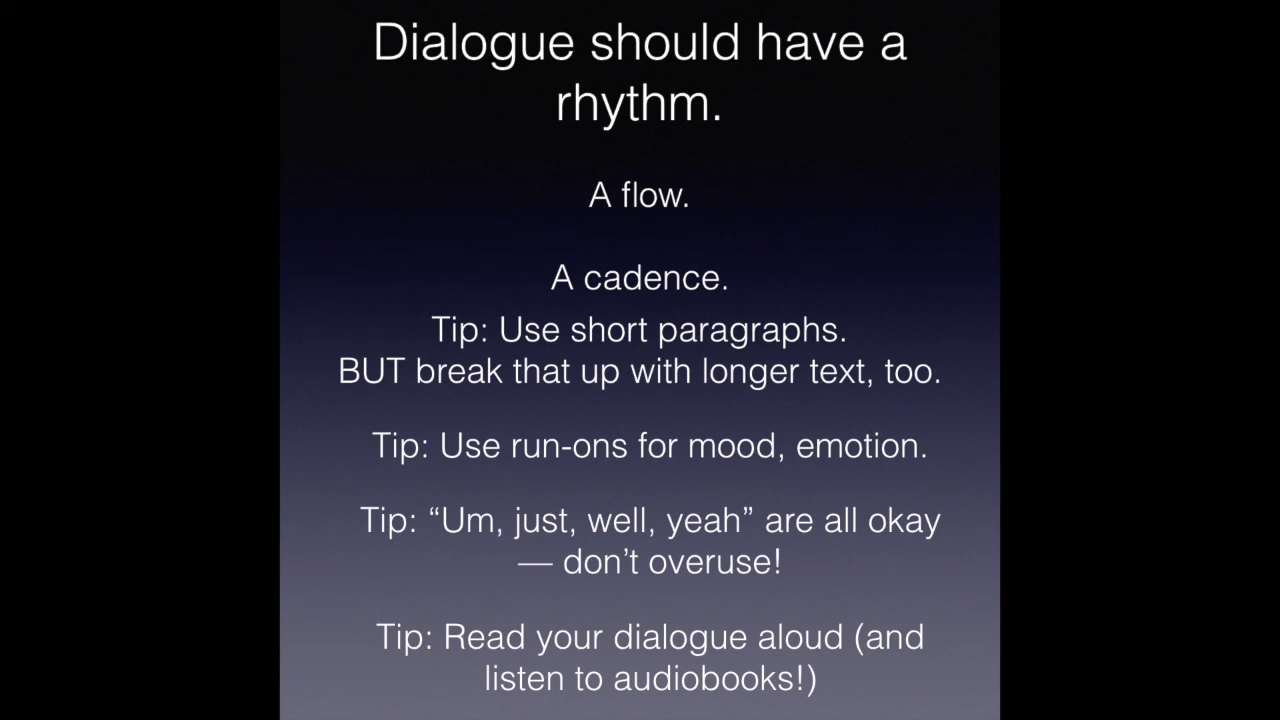 Dialogue should have a
rhythm.
A flow.
A cadence.
Tip: Use short paragraphs.
BUT break that up with longer text, too.
Tip: Use run-ons for mood, emotion.
Tip: “Um, just, well, yeah” are all okay
— don’t overuse!
Tip: Read your dialogue aloud (and
listen to audiobooks!)